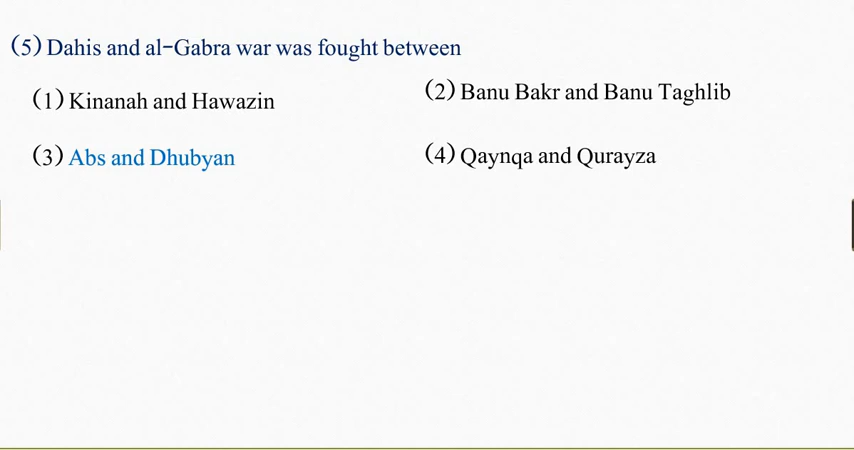 (5) Dahis and al-Gabra war was fought between
(1) Kinanah and Hawazin
(2) Banu Bakr and Banu Taghlib
(3) Abs and Dhubyan
(4) Qaynqa and Qurayza